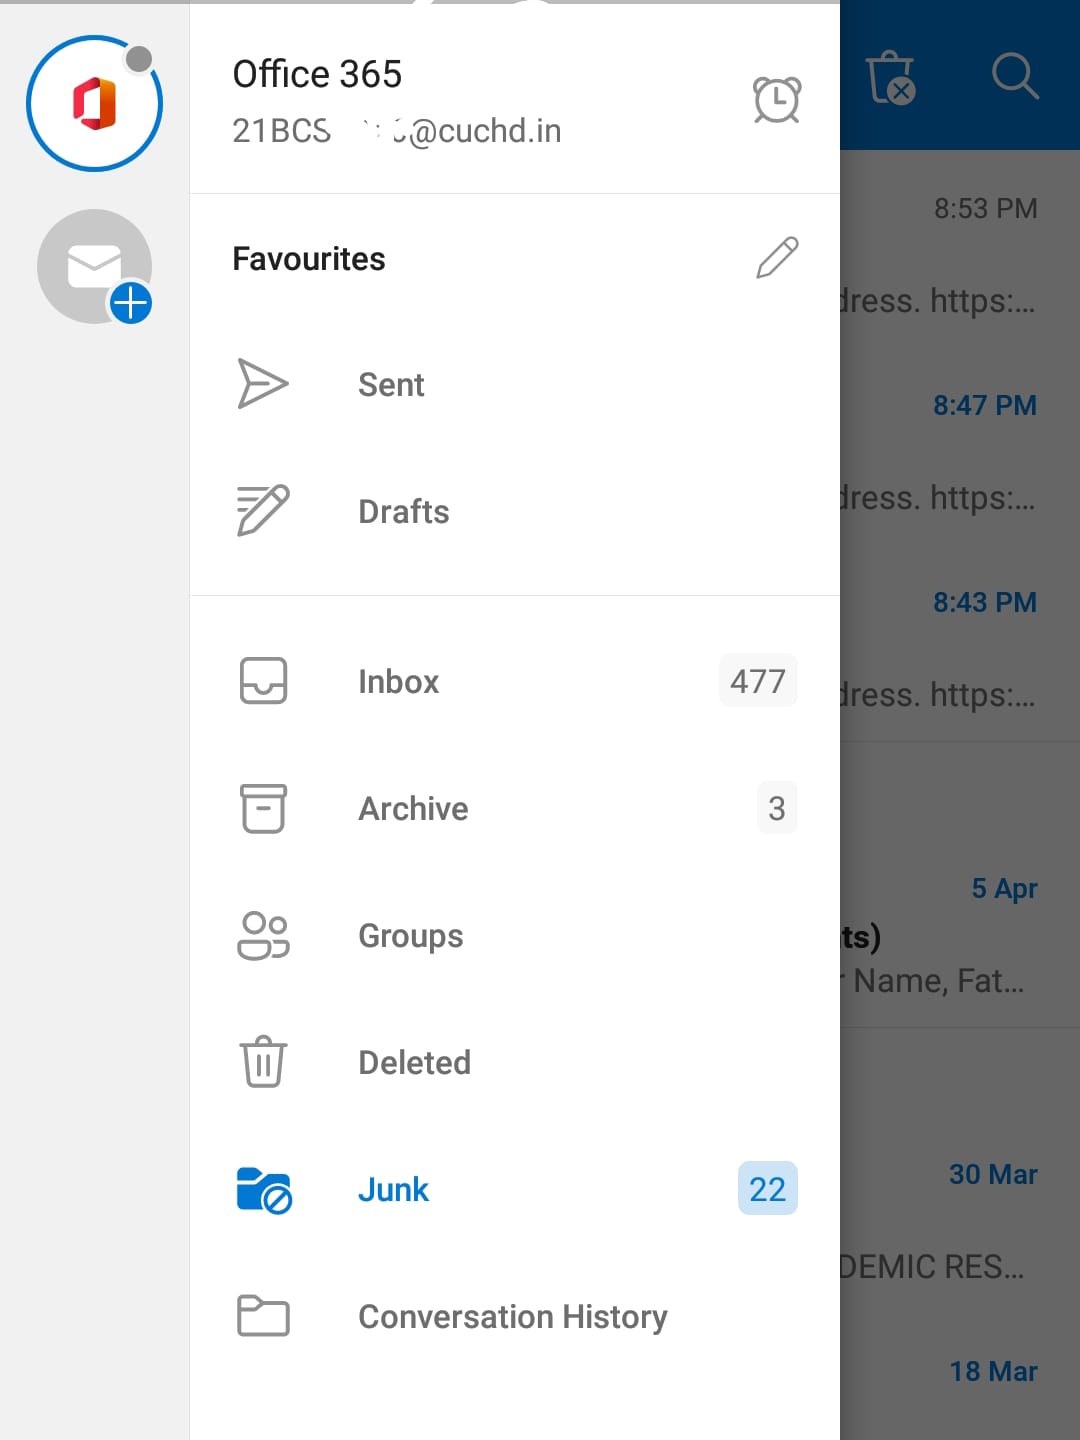 Office 365
21BCS @cuchd.in
Favourites
Sent
Drafts
Inbox 477
Archive 3
Groups
Deleted
Junk 22
Conversation History
8:53 PM
dress. https:...
8:47 PM
dress. https:...
8:43 PM
dress. https:...
5 Apr
ts)
r Name, Fat...
30 Mar
DEMIC RES...
18 Mar